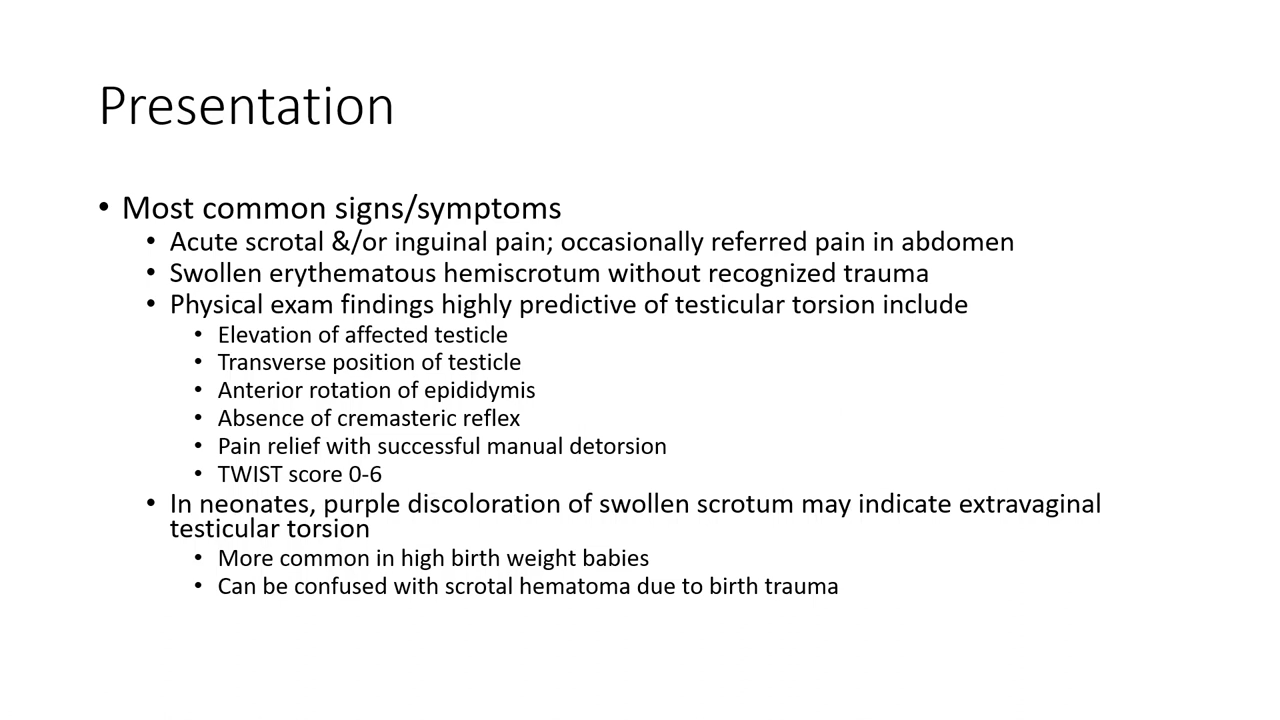 Presentation
• Most common signs/symptoms
• Acute scrotal &/or inguinal pain; occasionally referred pain in abdomen
• Swollen erythematous hemiscrotum without recognized trauma
• Physical exam findings highly predictive of testicular torsion include
• Elevation of affected testicle
• Transverse position of testicle
• Anterior rotation of epididymis
• Absence of cremasteric reflex
• Pain relief with successful manual detorsion
• TWIST score 0-6
• In neonates, purple discoloration of swollen scrotum may indicate extravaginal
testicular torsion
• More common in high birth weight babies
• Can be confused with scrotal hematoma due to birth trauma